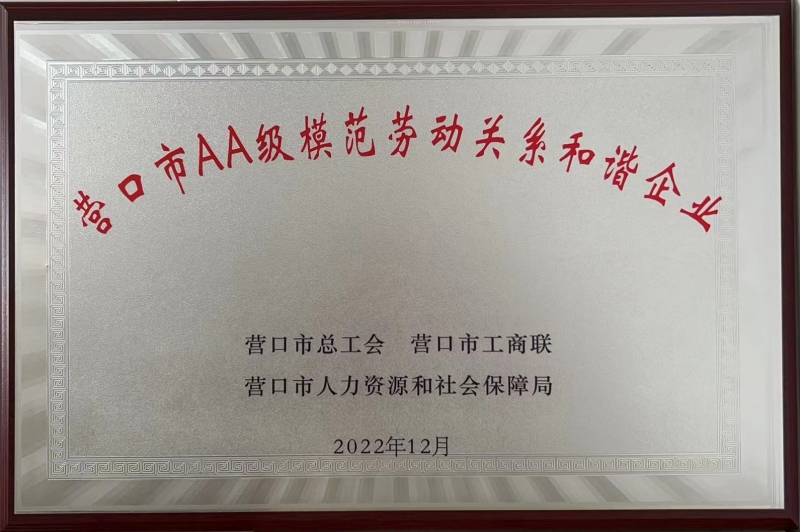 营口市AA级模范劳动关系和谐企业
营口市总工会 营口市工商联
营口市人力资源和社会保障局
2022年12月